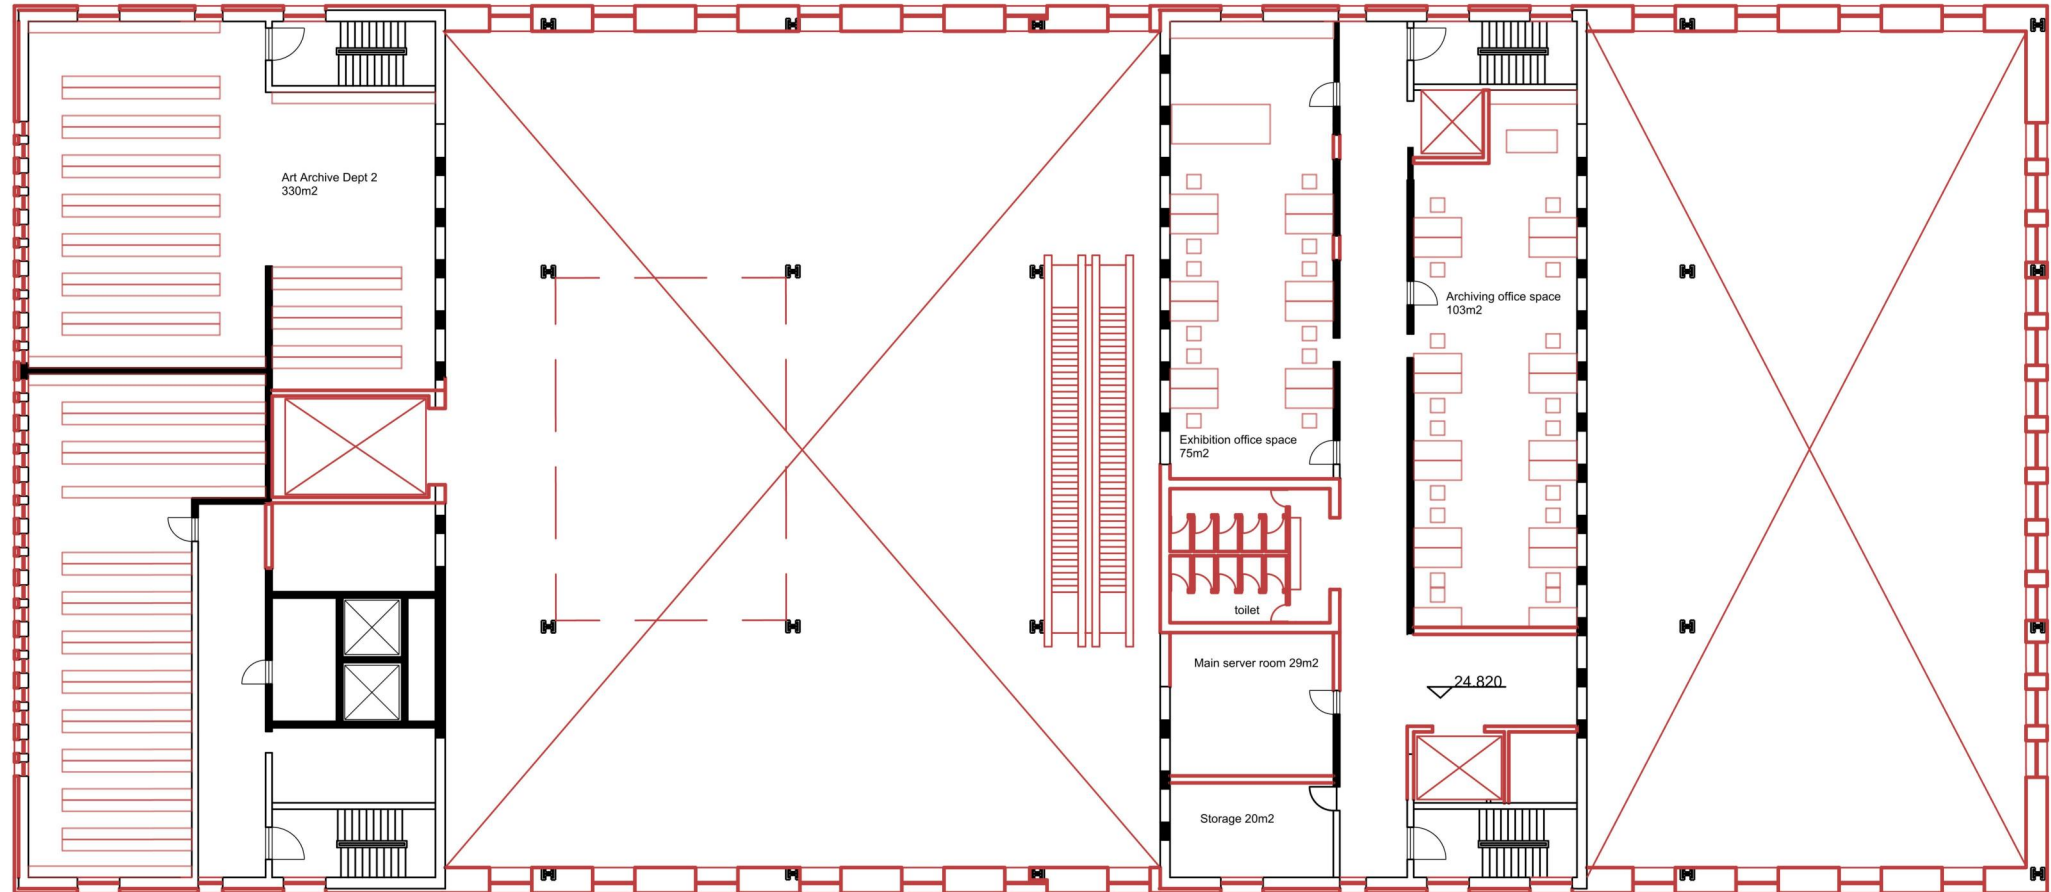 Art Archive Dept 2
330m2
Archiving office space
103m2
Exhibition office space
75m2
toilet
Main server room 29m2
24.820
Storage 20m2